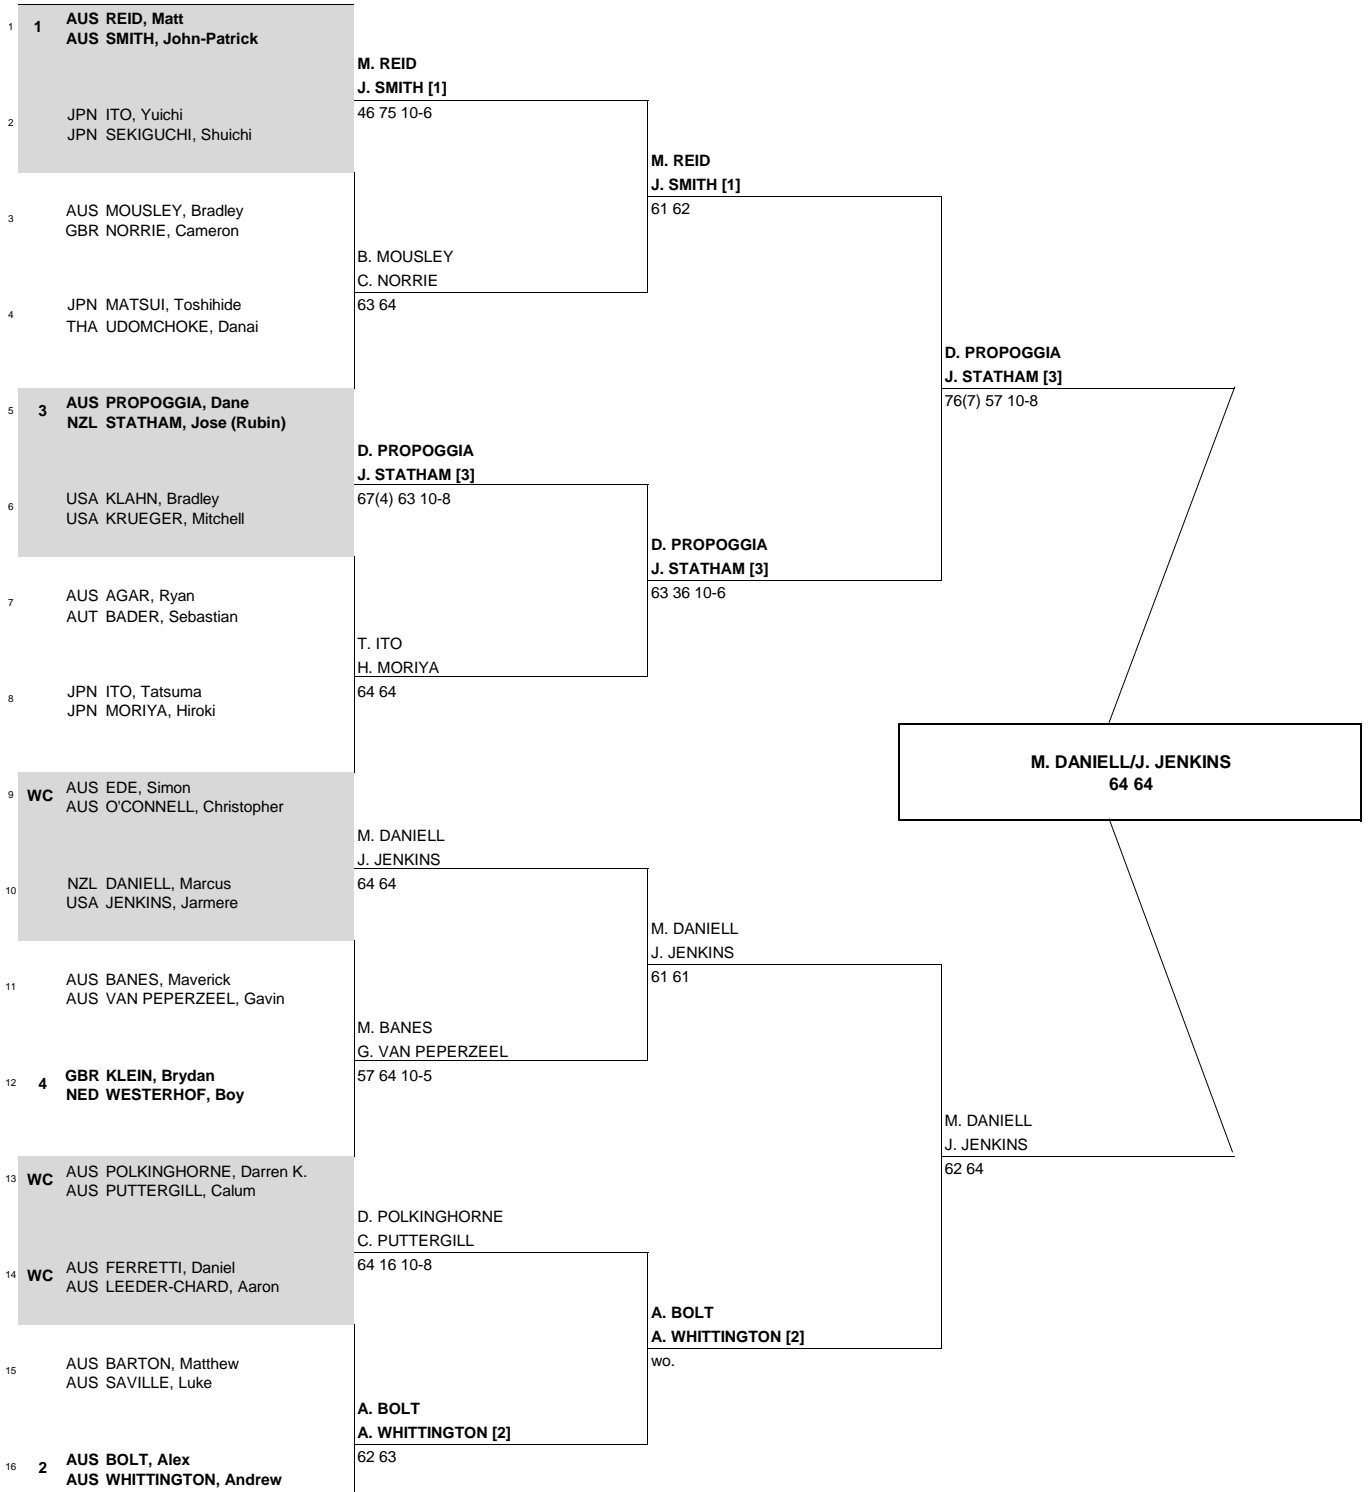 1 1 AUS REID, Matt
AUS SMITH, John-Patrick
M. REID
J. SMITH [1]
2 JPN ITO, Yuichi
JPN SEKIGUCHI, Shuichi
46 75 10-6
M. REID
J. SMITH [1]
61 62
3 AUS MOUSLEY, Bradley
GBR NORRIE, Cameron
B. MOUSLEY
C. NORRIE
63 64
4 JPN MATSUI, Toshihide
THA UDOMCHOKE, Danai
D. PROPOGGIA
J. STATHAM [3]
76(7) 57 10-8
5 3 AUS PROPOGGIA, Dane
NZL STATHAM, Jose (Rubin)
D. PROPOGGIA
J. STATHAM [3]
67(4) 63 10-8
6 USA KLAHN, Bradley
USA KRUEGER, Mitchell
D. PROPOGGIA
J. STATHAM [3]
63 36 10-6
7 AUS AGAR, Ryan
AUT BADER, Sebastian
T. ITO
H. MORIYA
64 64
8 JPN ITO, Tatsuma
JPN MORIYA, Hiroki
M. DANIELL/J. JENKINS
64 64
9 WC AUS EDE, Simon
AUS O'CONNELL, Christopher
M. DANIELL
J. JENKINS
64 64
10 NZL DANIELL, Marcus
USA JENKINS, Jarmere
M. DANIELL
J. JENKINS
61 61
11 AUS BANES, Maverick
AUS VAN PEPERZEEL, Gavin
M. BANES
G. VAN PEPERZEEL
57 64 10-5
12 4 GBR KLEIN, Brydan
NED WESTERHOF, Boy
M. DANIELL
J. JENKINS
62 64
13 WC AUS POLKINGHORNE, Darren K.
AUS PUTTERGILL, Calum
D. POLKINGHORNE
C. PUTTERGILL
64 16 10-8
14 WC AUS FERRETTI, Daniel
AUS LEEDER-CHARD, Aaron
A. BOLT
A. WHITTINGTON [2]
wo.
15 AUS BARTON, Matthew
AUS SAVILLE, Luke
A. BOLT
A. WHITTINGTON [2]
62 63
16 2 AUS BOLT, Alex
AUS WHITTINGTON, Andrew